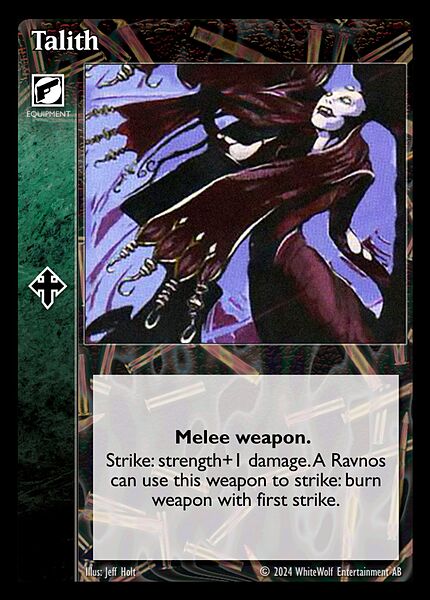 Talith
EQUIPMENT
Melee weapon.
Strike: strength+1 damage. A Ravnos
can use this weapon to strike: burn
weapon with first strike.
Illus: Jeff Holt © 2024 WhiteWolf Entertainment AB